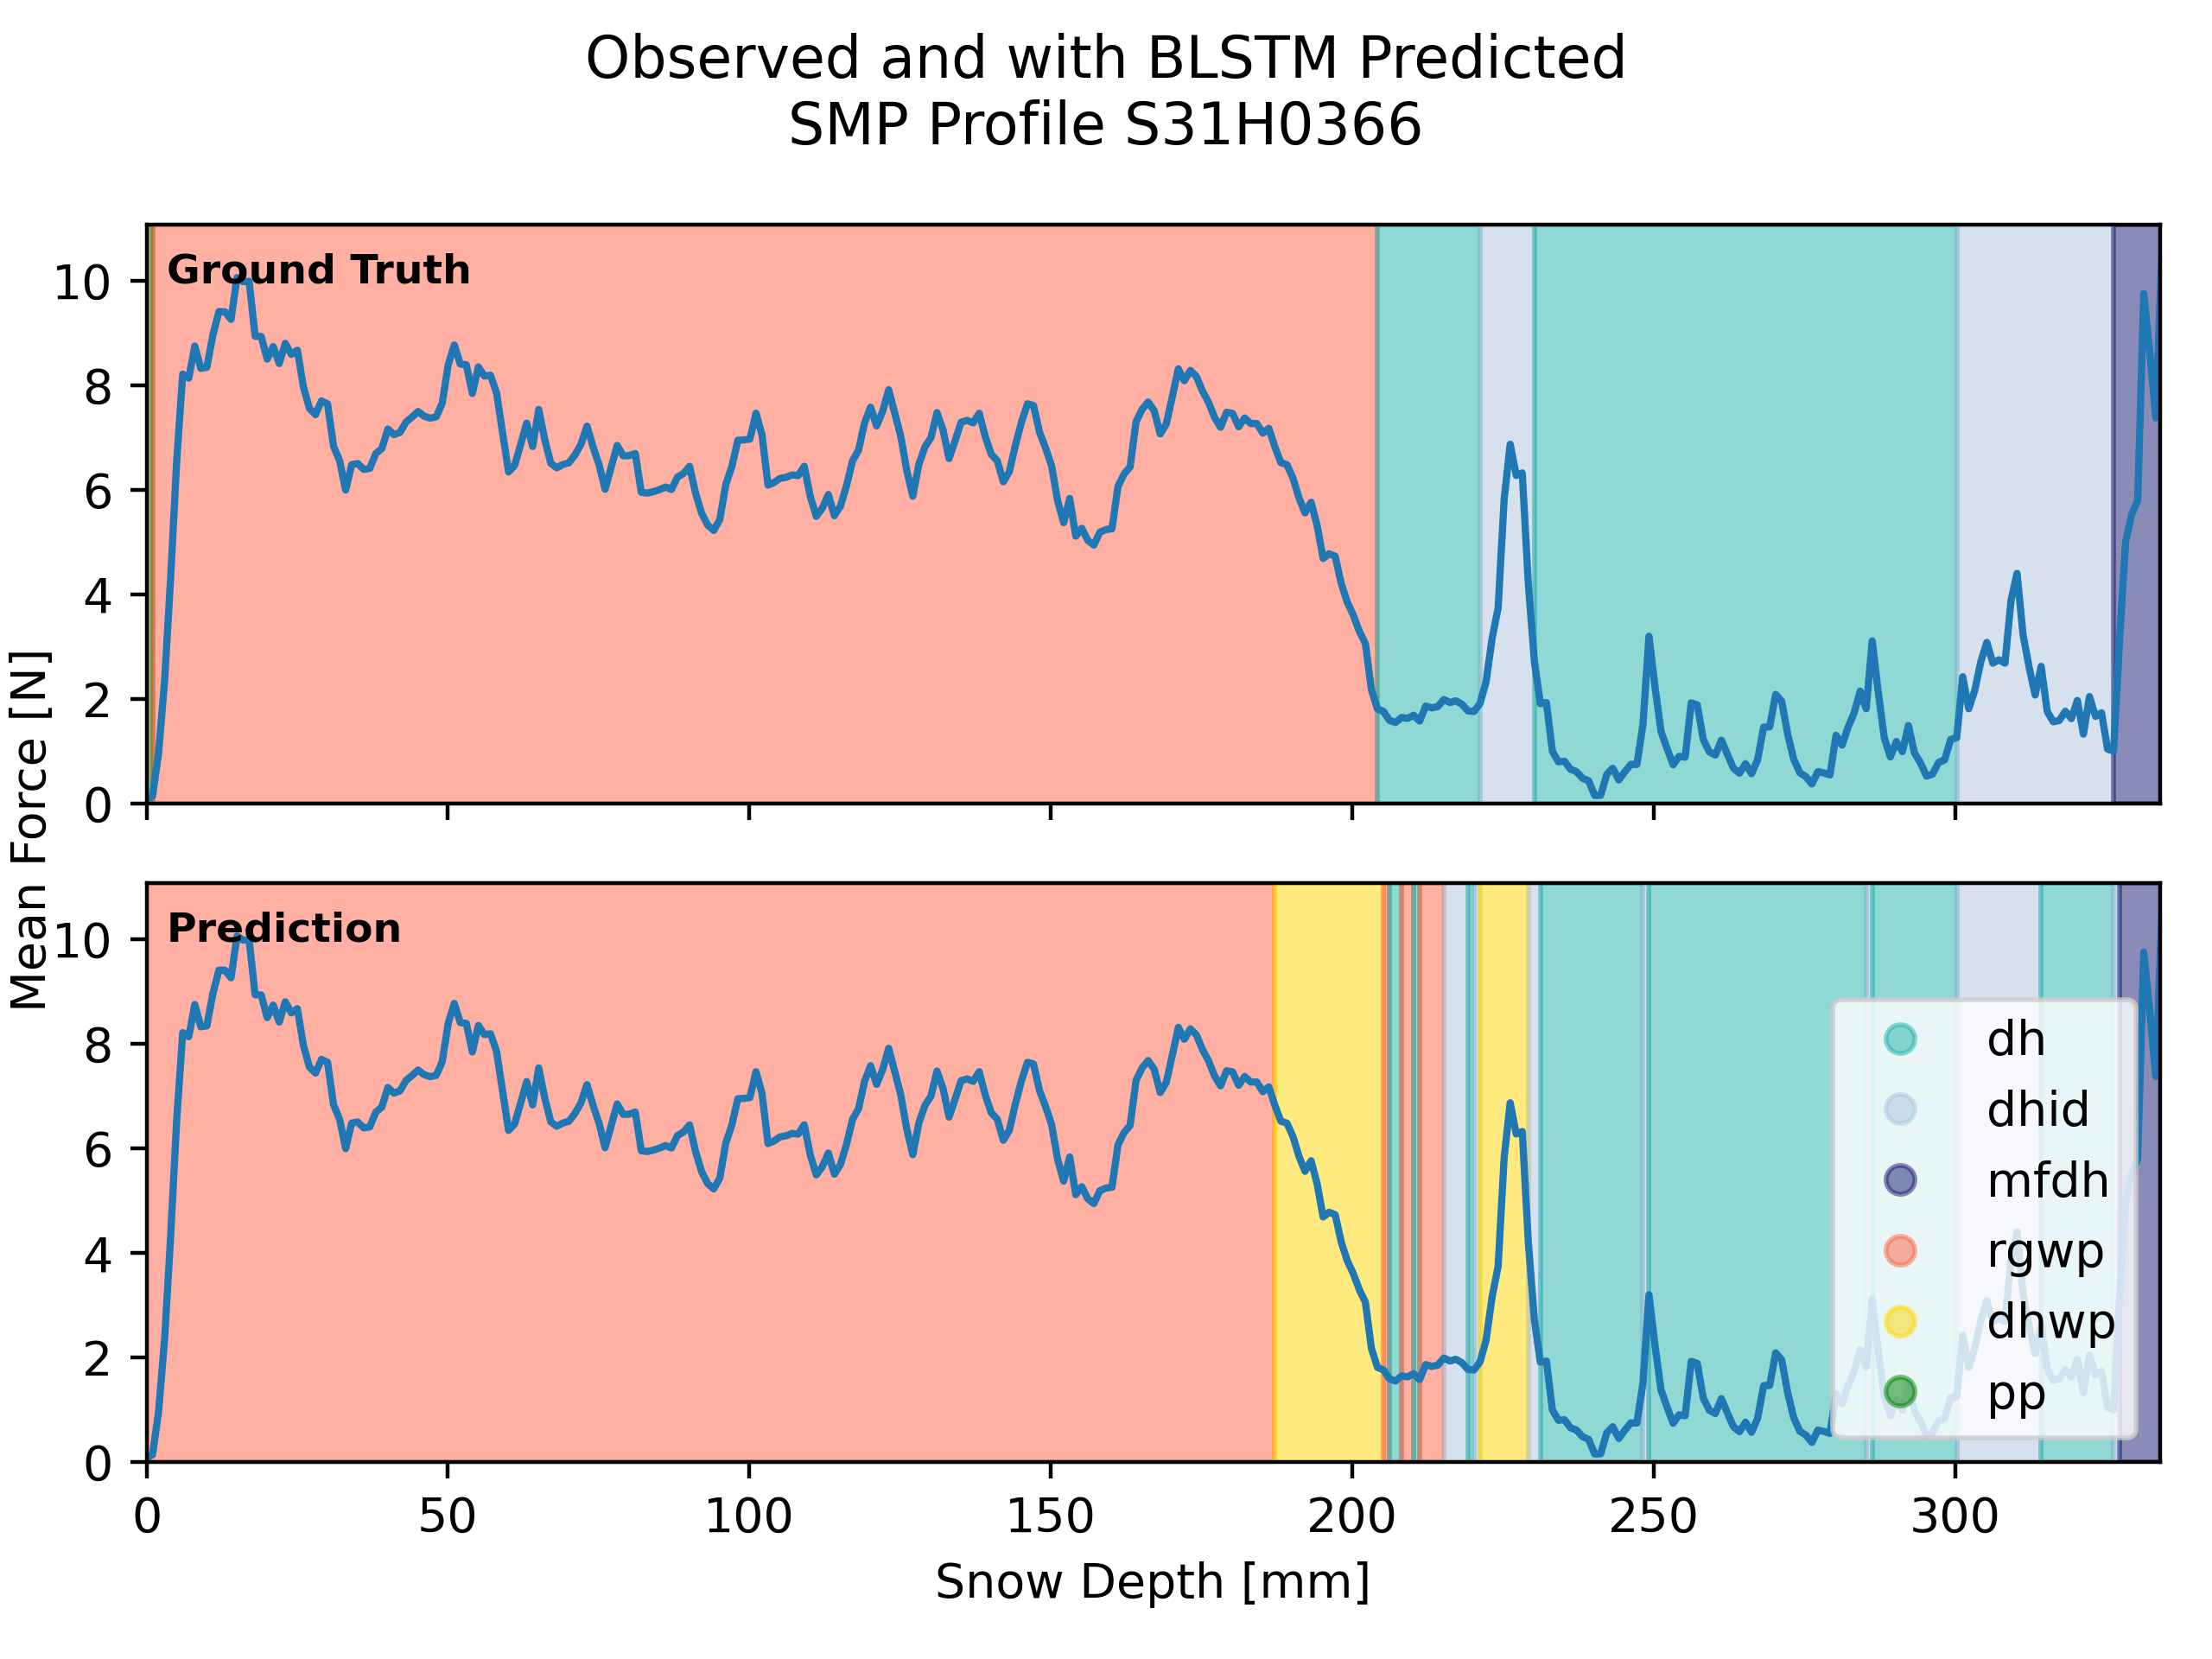 Observed and with BLSTM Predicted
SMP Profile S31H0366
Ground Truth
10
8
6
4
2
0
Mean Force [N]
Prediction
10
8
6
4
2
0
dh
dhid
mfdh
rgwp
dhwp
pp
0 50 100 150 200 250 300
Snow Depth [mm]